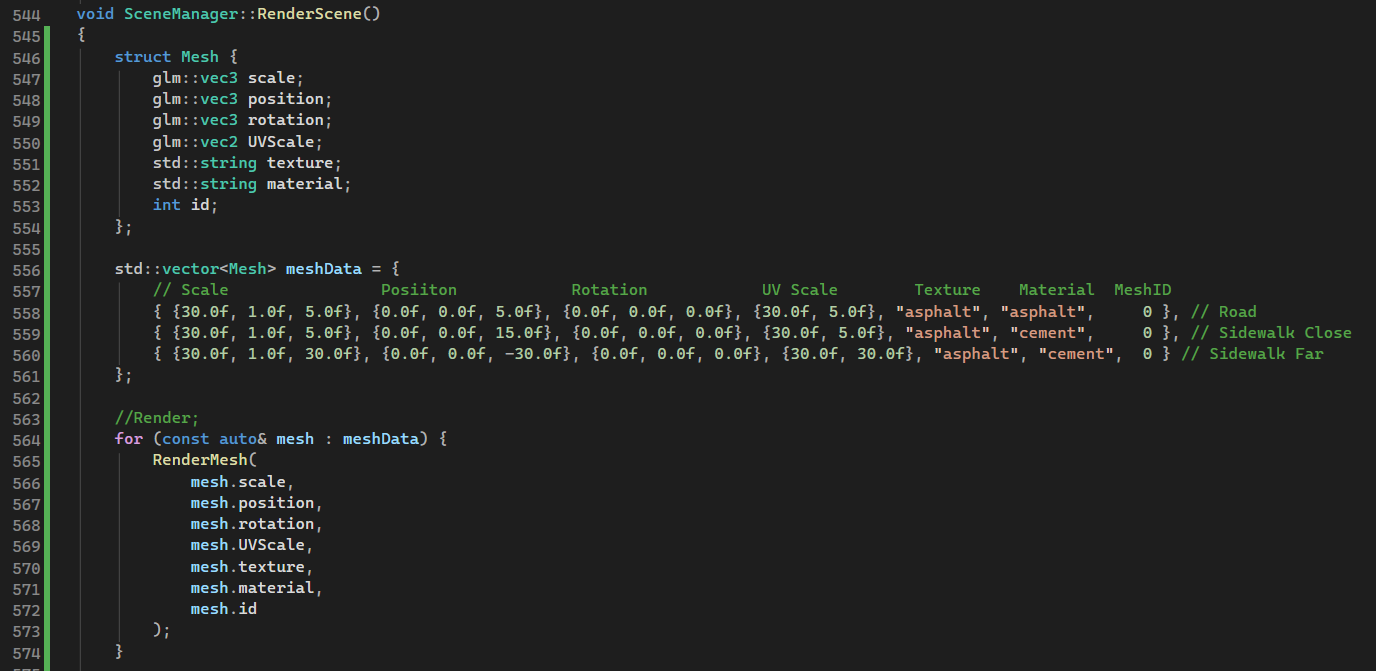 544 void SceneManager::RenderScene()
545 {
546 struct Mesh {
547 glm::vec3 scale;
548 glm::vec3 position;
549 glm::vec3 rotation;
550 glm::vec2 UVScale;
551 std::string texture;
552 std::string material;
553 int id;
554 };
555
556 std::vector<Mesh> meshData = {
557 // Scale Posiiton Rotation UV Scale Texture Material MeshID
558 { {30.0f, 1.0f, 5.0f}, {0.0f, 0.0f, 5.0f}, {0.0f, 0.0f, 0.0f}, {30.0f, 5.0f}, "asphalt", "asphalt", 0 }, // Road
559 { {30.0f, 1.0f, 5.0f}, {0.0f, 0.0f, 15.0f}, {0.0f, 0.0f, 0.0f}, {30.0f, 5.0f}, "asphalt", "cement", 0 }, // Sidewalk Close
560 { {30.0f, 1.0f, 30.0f}, {0.0f, 0.0f, -30.0f}, {0.0f, 0.0f, 0.0f}, {30.0f, 30.0f}, "asphalt", "cement", 0 } // Sidewalk Far
561 };
562
563 //Render;
564 for (const auto& mesh : meshData) {
565 RenderMesh(
566 mesh.scale,
567 mesh.position,
568 mesh.rotation,
569 mesh.UVScale,
570 mesh.texture,
571 mesh.material,
572 mesh.id
573 );
574 }